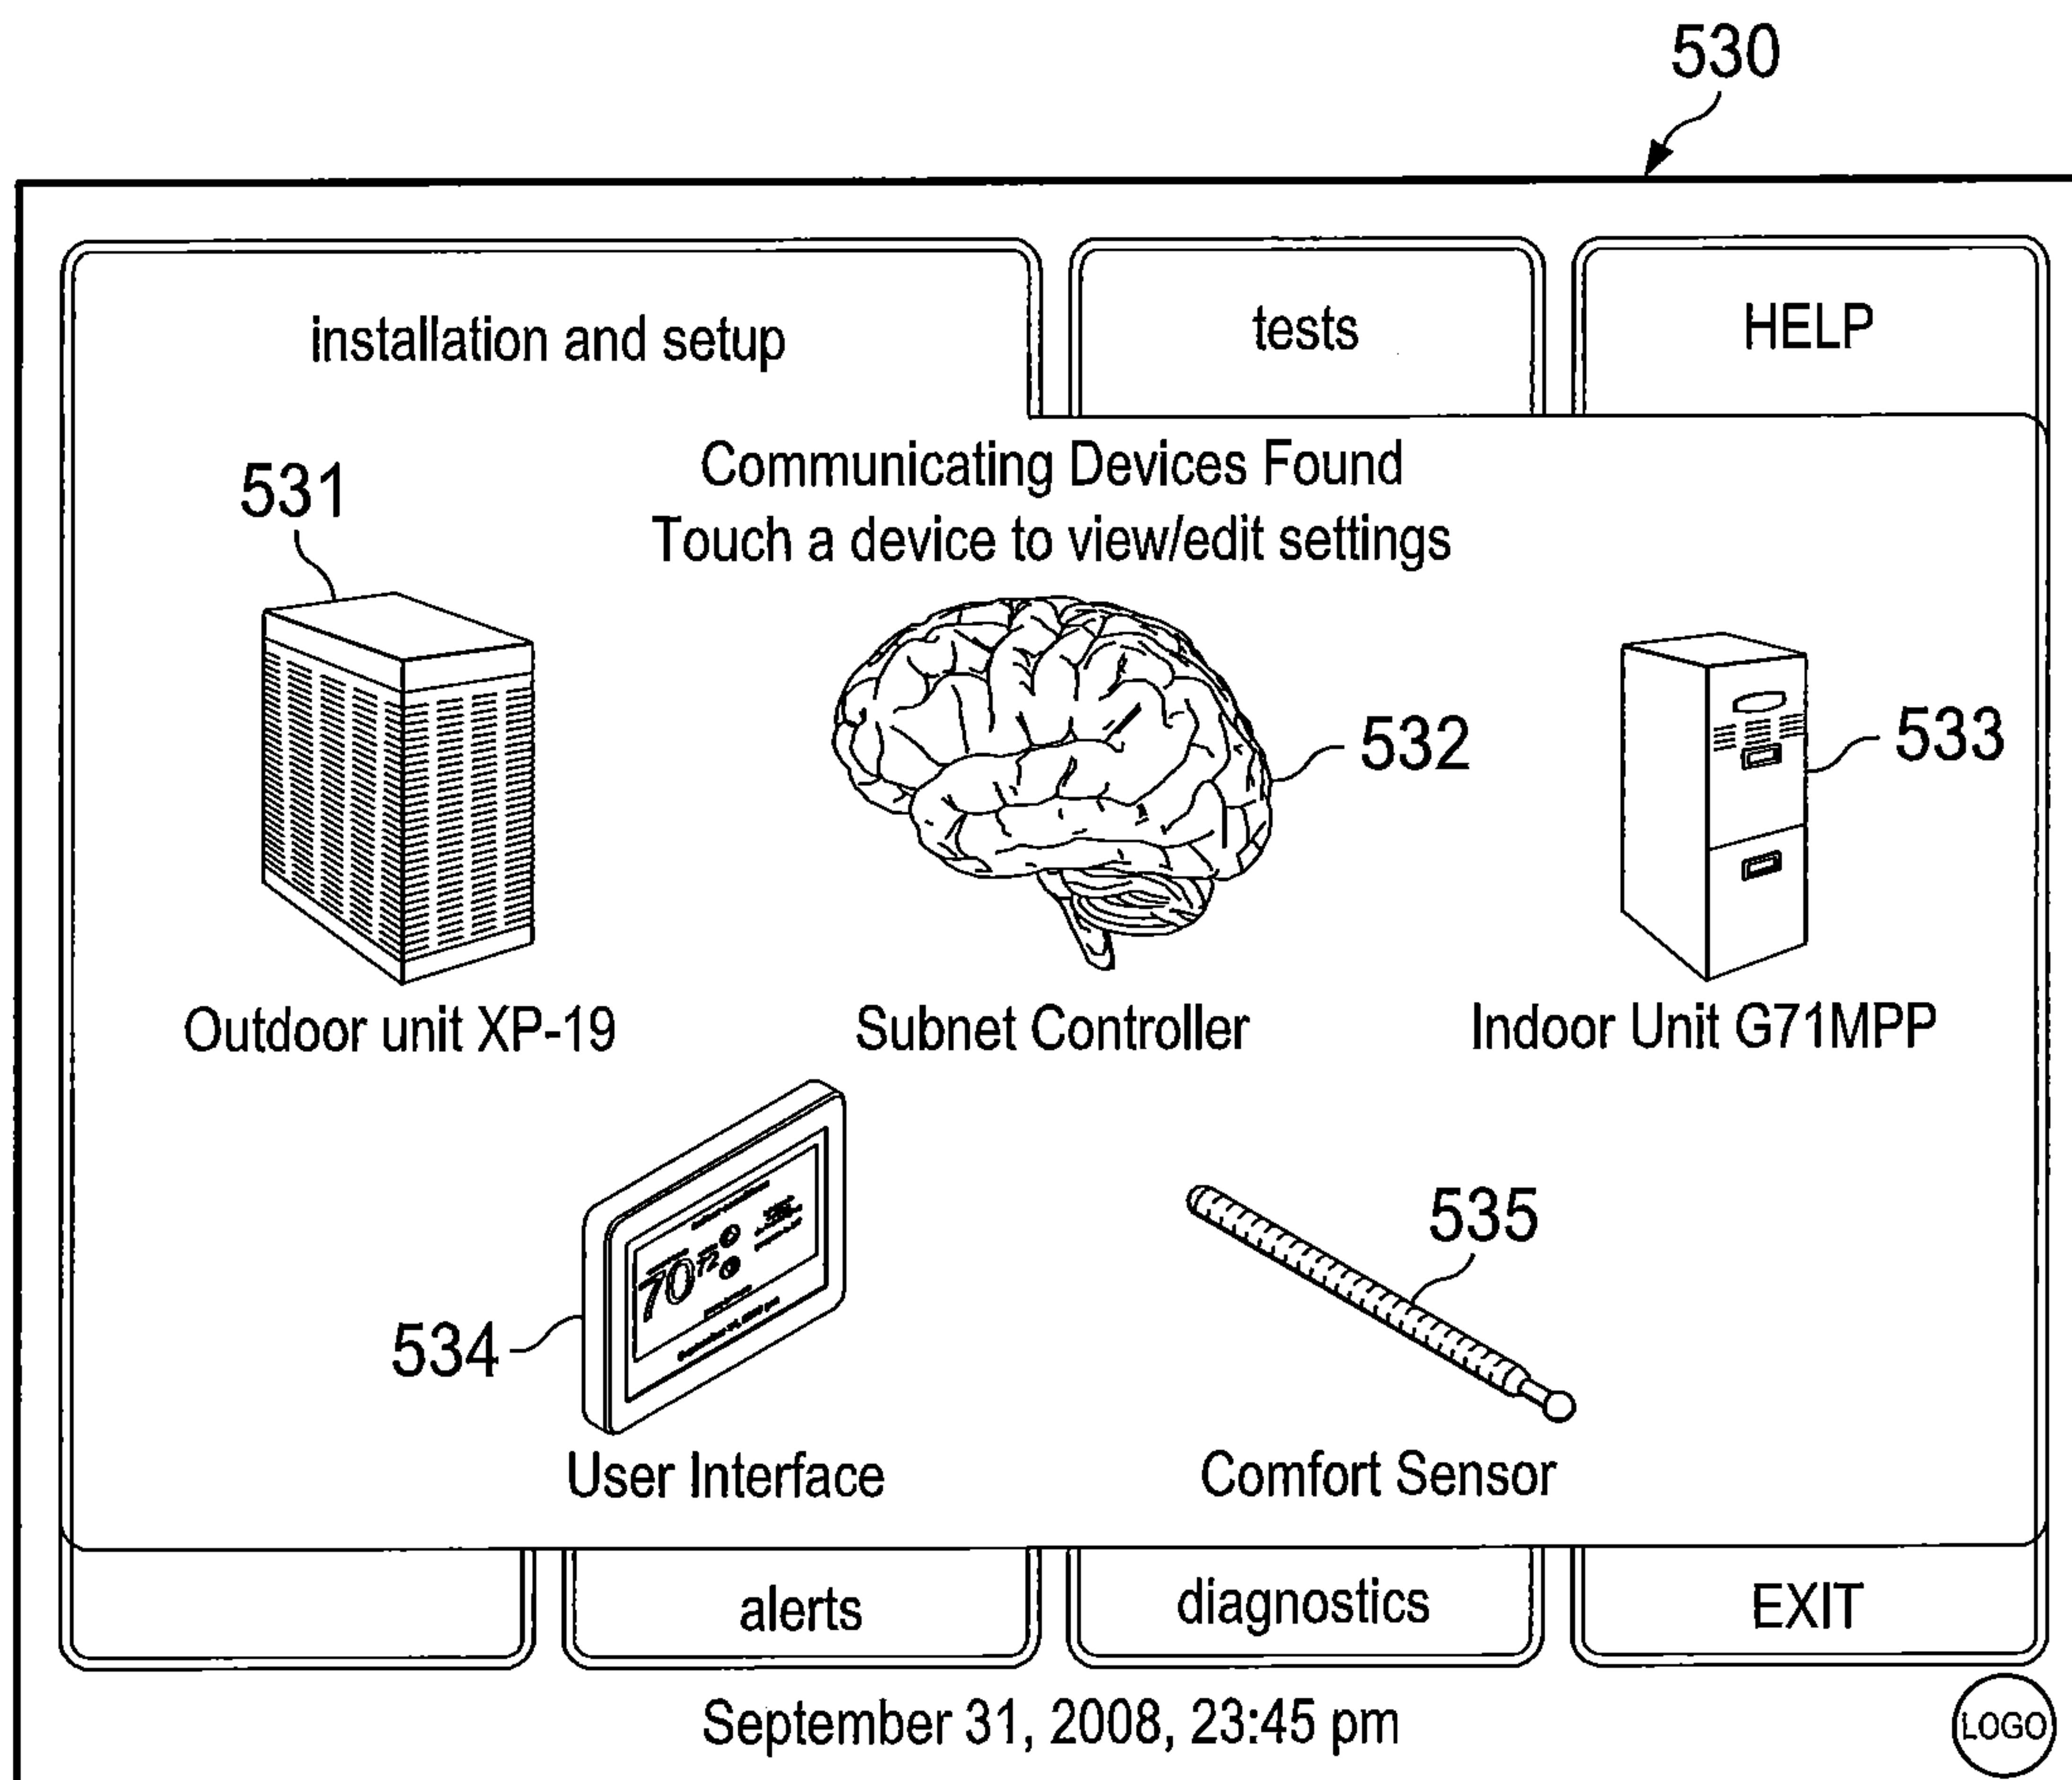 530
installation and setup
tests
HELP
Communicating Devices Found
Touch a device to view/edit settings
531
532
533
Outdoor unit XP-19
Subnet Controller
Indoor Unit G71MPP
70 72
534
535
User Interface
Comfort Sensor
alerts
diagnostics
EXIT
September 31, 2008, 23:45 pm
LOGO